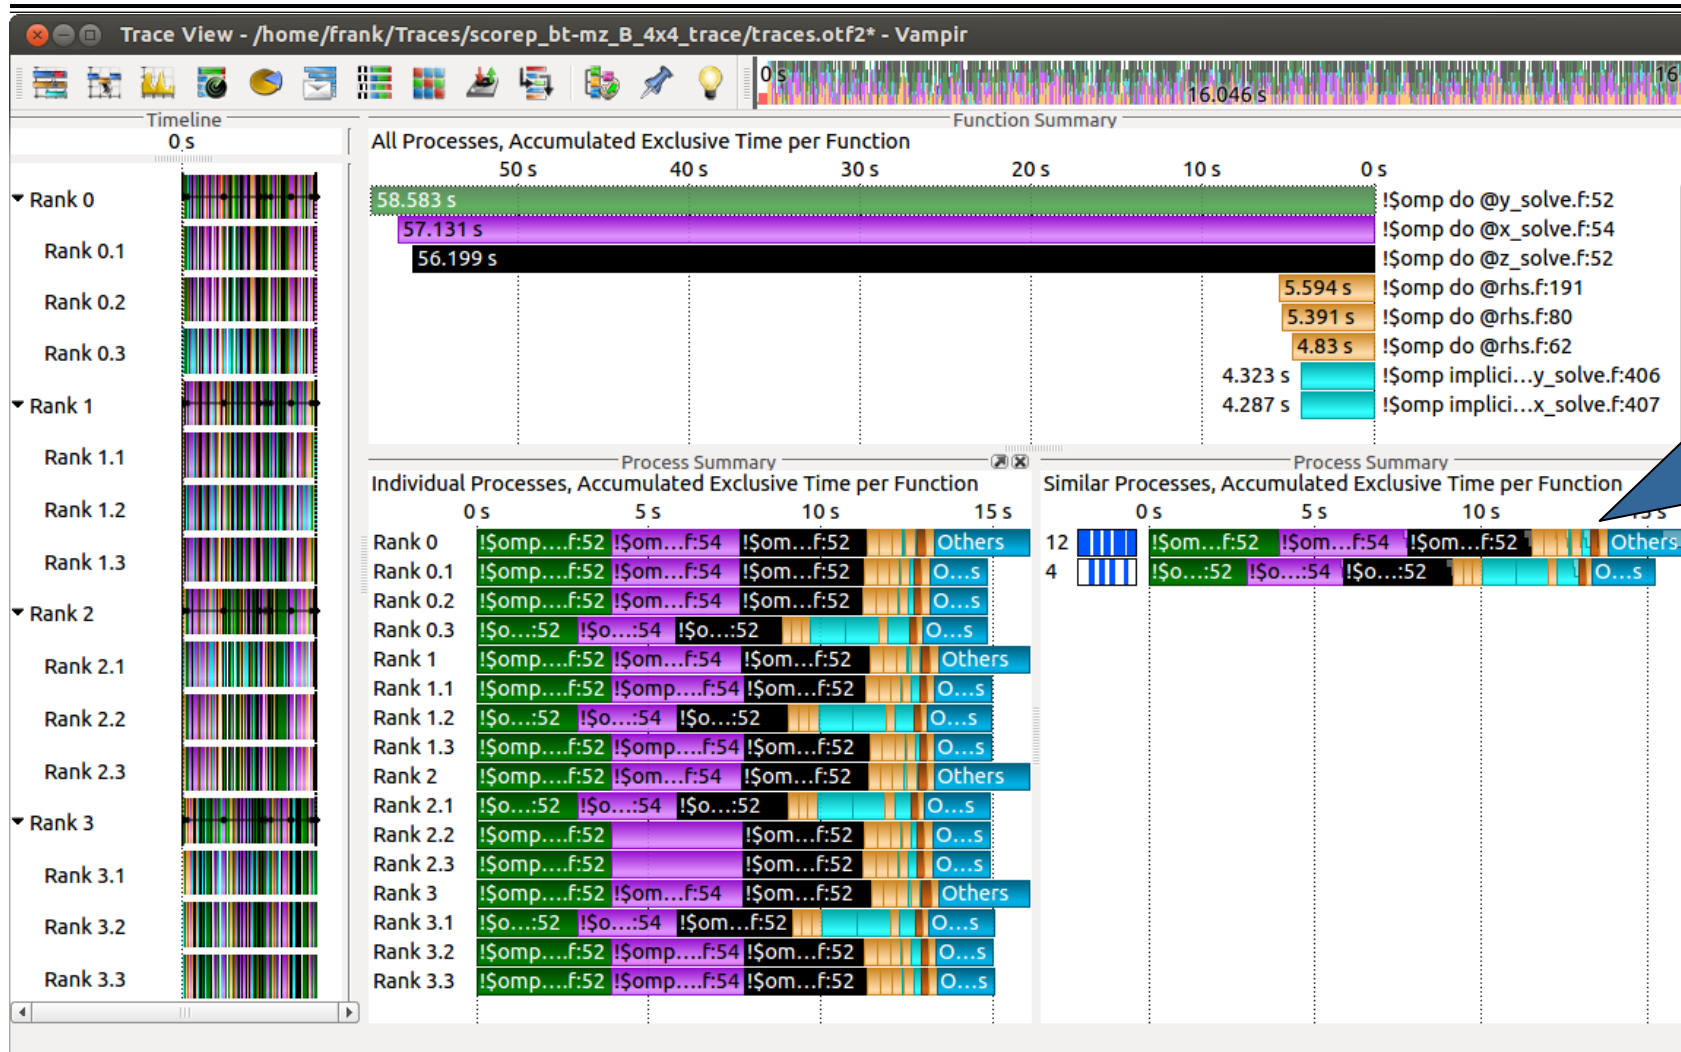 Trace View - /home/frank/Traces/scorep_bt-mz_B_4x4_trace/traces.otf2* - Vampir
0 s 16.046 s 16
Timeline
0 s
Rank 0
Rank 0.1
Rank 0.2
Rank 0.3
Rank 1
Rank 1.1
Rank 1.2
Rank 1.3
Rank 2
Rank 2.1
Rank 2.2
Rank 2.3
Rank 3
Rank 3.1
Rank 3.2
Rank 3.3
Function Summary
All Processes, Accumulated Exclusive Time per Function
50 s 40 s 30 s 20 s 10 s 0 s
58.583 s !$omp do @y_solve.f:52
57.131 s !$omp do @x_solve.f:54
56.199 s !$omp do @z_solve.f:52
5.594 s !$omp do @rhs.f:191
5.391 s !$omp do @rhs.f:80
4.83 s !$omp do @rhs.f:62
4.323 s !$omp implici...y_solve.f:406
4.287 s !$omp implici...x_solve.f:407
Process Summary
Individual Processes, Accumulated Exclusive Time per Function
0 s 5 s 10 s 15 s
Rank 0 !$omp....f:52 !$om...f:54 !$om...f:52 Others
Rank 0.1 !$omp....f:52 !$om...f:54 !$om...f:52 O...s
Rank 0.2 !$omp....f:52 !$om...f:54 !$om...f:52 O...s
Rank 0.3 !$o...:52 !$o...:54 !$o...:52 O...s
Rank 1 !$omp....f:52 !$om...f:54 !$om...f:52 Others
Rank 1.1 !$omp....f:52 !$omp....f:54 !$om...f:52 O...s
Rank 1.2 !$o...:52 !$o...:54 !$o...:52 O...s
Rank 1.3 !$omp....f:52 !$omp....f:54 !$om...f:52 O...s
Rank 2 !$omp....f:52 !$om...f:54 !$om...f:52 Others
Rank 2.1 !$o...:52 !$o...:54 !$o...:52 O...s
Rank 2.2 !$omp....f:52 !$om...f:52 O...s
Rank 2.3 !$omp....f:52 !$om...f:52 O...s
Rank 3 !$omp....f:52 !$om...f:54 !$om...f:52 Others
Rank 3.1 !$o...:52 !$o...:54 !$om...f:52 O...s
Rank 3.2 !$omp....f:52 !$omp....f:54 !$om...f:52 O...s
Rank 3.3 !$omp....f:52 !$omp....f:54 !$om...f:52 O...s
Process Summary
Similar Processes, Accumulated Exclusive Time per Function
0 s 5 s 10 s 15 s
12 !$om...f:52 !$om...f:54 !$om...f:52 Others
4 !$o...:52 !$o...:54 !$o...:52 O...s